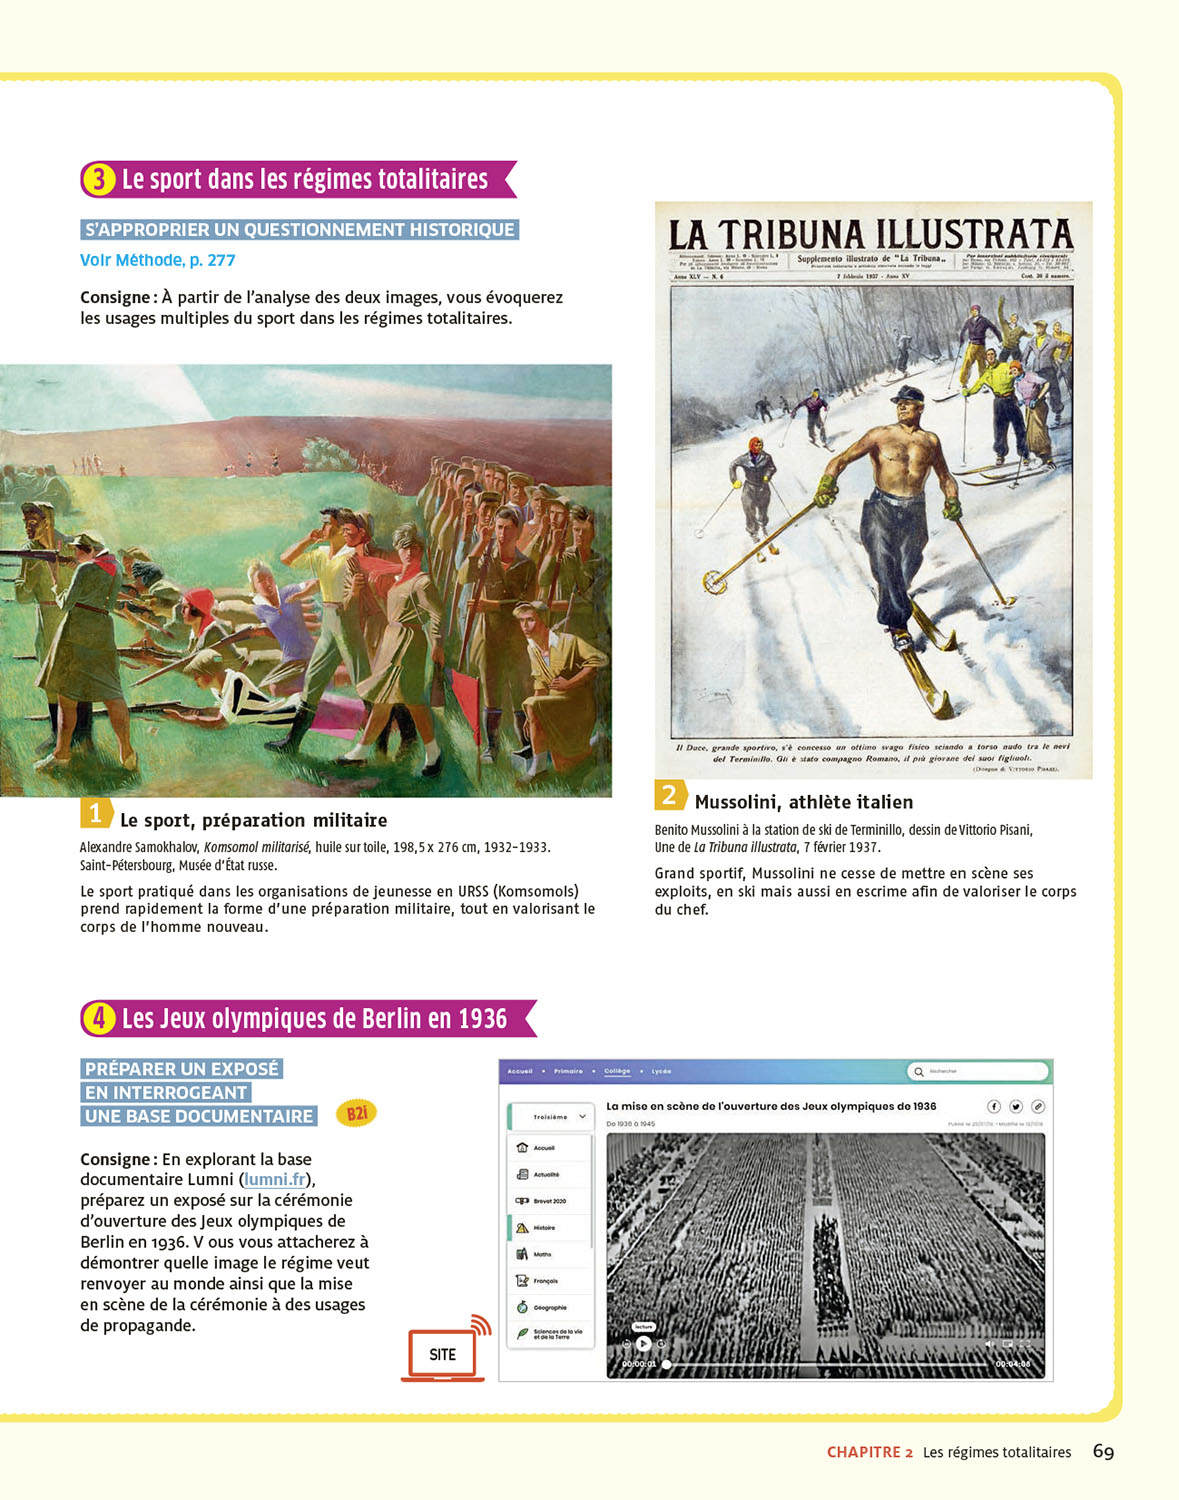 3 Le sport dans les régimes totalitaires
S'APPROPRIER UN QUESTIONNEMENT HISTORIQUE
Voir Méthode, p. 277
Consigne : À partir de l'analyse des deux images, vous évoquerez
les usages multiples du sport dans les régimes totalitaires.
1 Le sport, préparation militaire
Alexandre Samokhalov, Komsomol militarisé, huile sur toile, 198,5 x 276 cm, 1932-1933.
Saint-Pétersbourg, Musée d'État russe.
Le sport pratiqué dans les organisations de jeunesse en URSS (Komsomols)
prend rapidement la forme d'une préparation militaire, tout en valorisant le
corps de l'homme nouveau.
LA TRIBUNA ILLUSTRATA
Supplemento illustrato de "La Tribuna"
Anno XLV - N. 6
7 febbraio 1937 - Anno XV
Cent. 30 il numero.
Il Duce, grande sportivo, s'è concesso un ottimo svago fisico sciando a torso nudo tra le nevi
del Terminillo. Gli è stato compagno Romano, il più giovane dei suoi figliuoli.
(Disegno di VITTORIO PISANI).
2 Mussolini, athlète italien
Benito Mussolini à la station de ski de Terminillo, dessin de Vittorio Pisani,
Une de La Tribuna illustrata, 7 février 1937.
Grand sportif, Mussolini ne cesse de mettre en scène ses
exploits, en ski mais aussi en escrime afin de valoriser le corps
du chef.
4 Les Jeux olympiques de Berlin en 1936
PRÉPARER UN EXPOSÉ
EN INTERROGEANT
UNE BASE DOCUMENTAIRE
B2i
Consigne : En explorant la base
documentaire Lumni (lumni.fr),
préparez un exposé sur la cérémonie
d'ouverture des Jeux olympiques de
Berlin en 1936. V ous vous attacherez à
démontrer quelle image le régime veut
renvoyer au monde ainsi que la mise
en scène de la cérémonie à des usages
de propagande.
SITE
Accueil • Primaire • Collège • Lycée
Rechercher
Troisième
Accueil
Actualité
Brevet 2020
Histoire
Maths
Français
Géographie
Sciences de la vie
et de la Terre
La mise en scène de l'ouverture des Jeux olympiques de 1936
De 1936 à 1945
lecture
00:00:01
00:04:08
CHAPITRE 2 Les régimes totalitaires 69